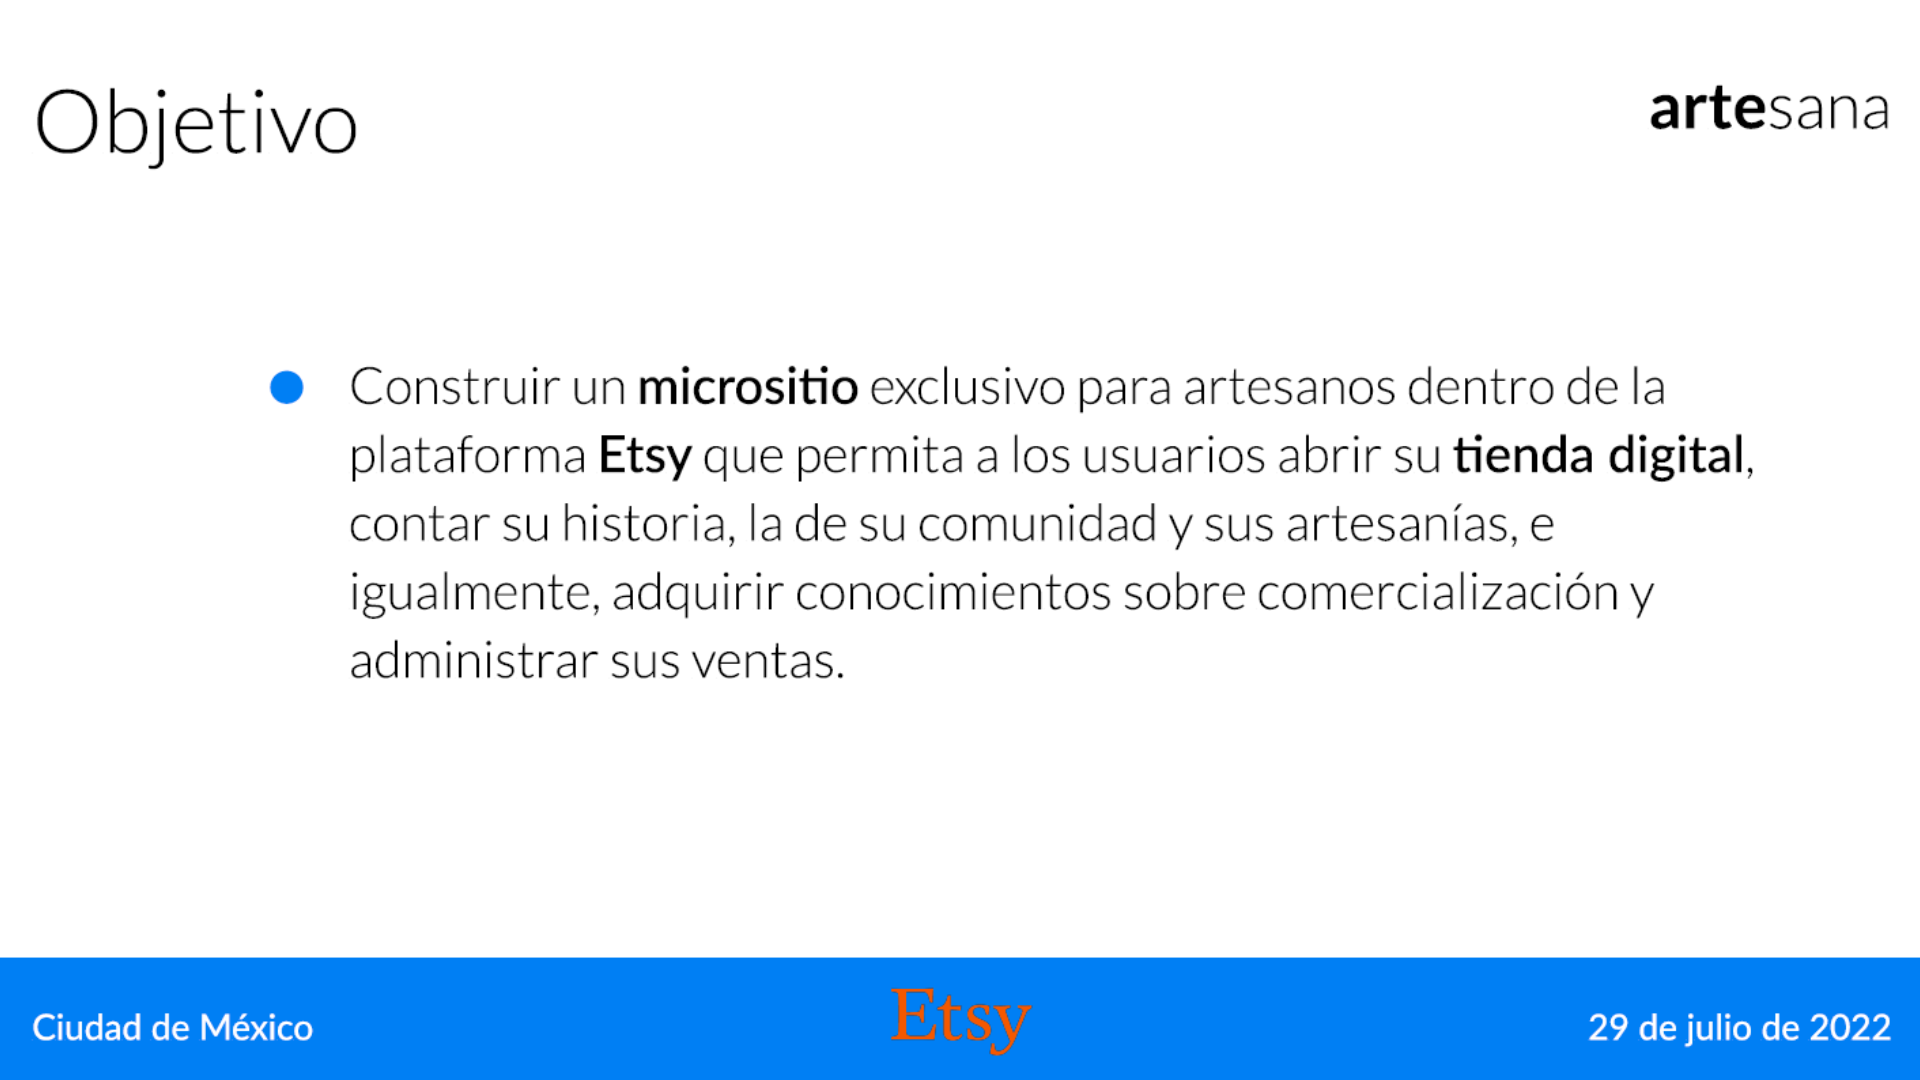 Objetivo
artesana
Construir un micrositio exclusivo para artesanos dentro de la
plataforma Etsy que permita a los usuarios abrir su tienda digital,
contar su historia, la de su comunidad y sus artesanías, e
igualmente, adquirir conocimientos sobre comercialización y
administrar sus ventas.
Ciudad de México
Etsy
29 de julio de 2022